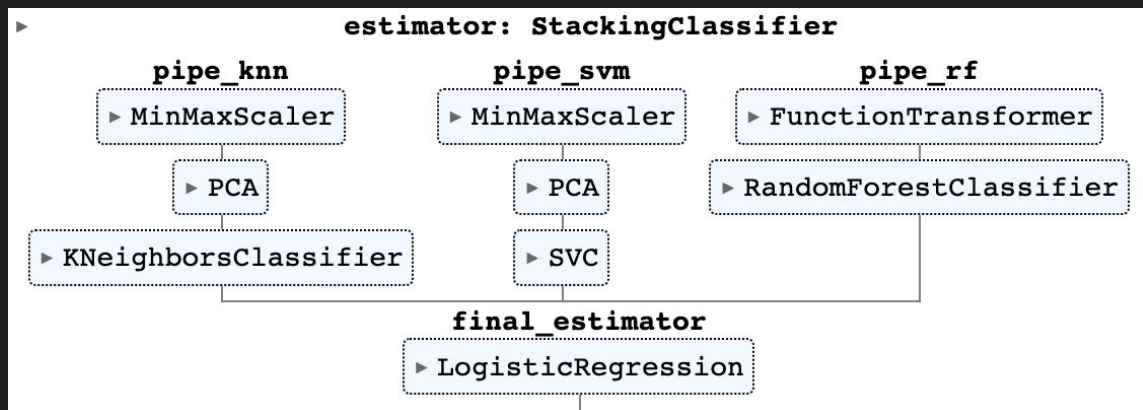 estimator: StackingClassifier
pipe_knn pipe_svm pipe_rf
MinMaxScaler MinMaxScaler FunctionTransformer
PCA PCA RandomForestClassifier
KNeighborsClassifier SVC
final_estimator
LogisticRegression